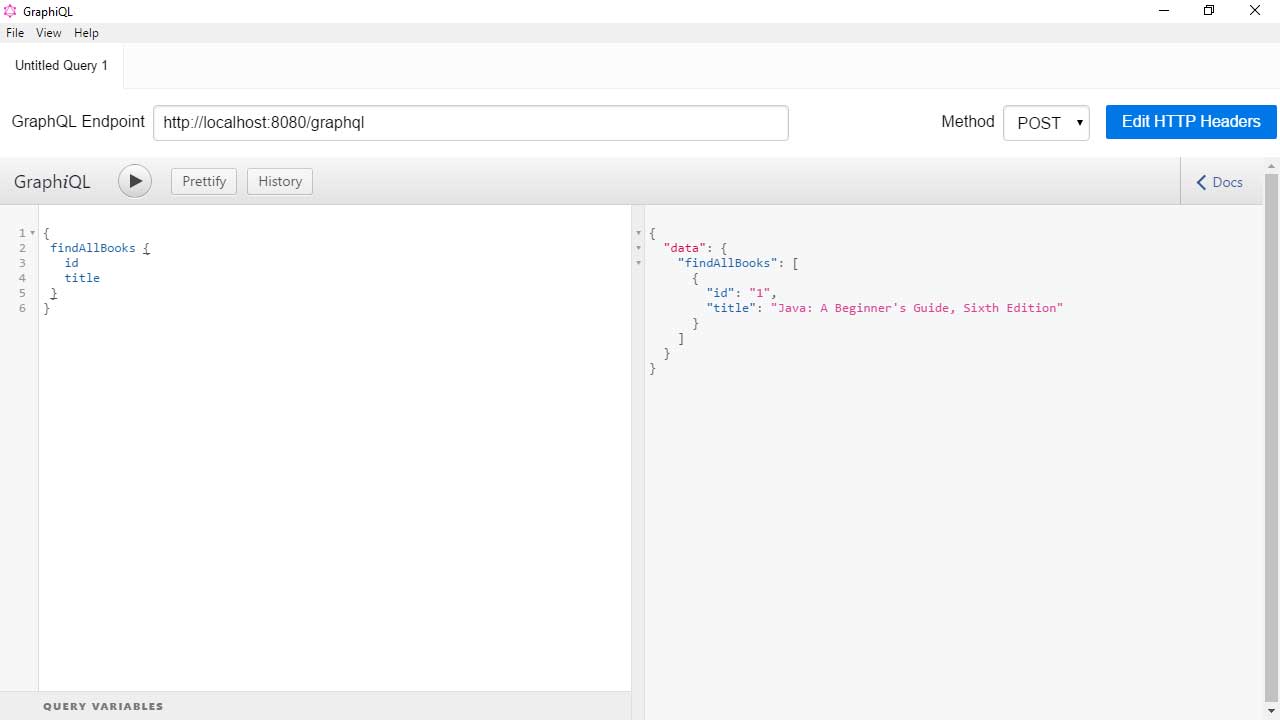 GraphiQL
File View Help
Untitled Query 1
GraphQL Endpoint http://localhost:8080/graphql Method POST Edit HTTP Headers
GraphiQL Prettify History Docs
1 {
2 findAllBooks {
3 id
4 title
5 }
6 }
{
"data": {
"findAllBooks": [
{
"id": "1",
"title": "Java: A Beginner's Guide, Sixth Edition"
}
]
}
}
QUERY VARIABLES